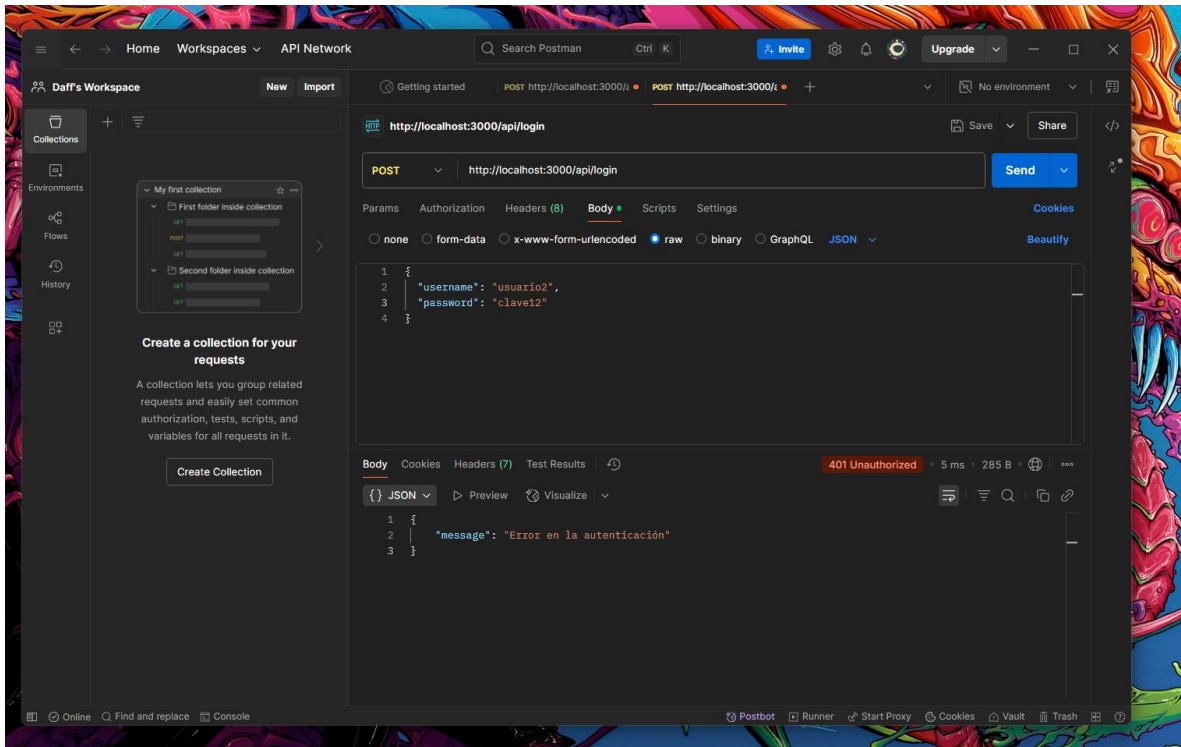 Home Workspaces API Network Search Postman Ctrl K Invite Upgrade
Daff's Workspace New Import Getting started POST http://localhost:3000/a POST http://localhost:3000/a No environment
Collections
Environments
Flows
History
My first collection
First folder inside collection
GET
POST
GET
Second folder inside collection
GET
GET
Create a collection for your
requests
A collection lets you group related
requests and easily set common
authorization, tests, scripts, and
variables for all requests in it.
Create Collection
HTTP http://localhost:3000/api/login Save Share
POST http://localhost:3000/api/login Send
Params Authorization Headers (8) Body Scripts Settings Cookies
none form-data x-www-form-urlencoded raw binary GraphQL JSON Beautify
1 {
2 "username": "usuario2",
3 "password": "clave12"
4 }
Body Cookies Headers (7) Test Results 401 Unauthorized 5 ms 285 B
{} JSON Preview Visualize
1 {
2 "message": "Error en la autenticación"
3 }
Online Find and replace Console Postbot Runner Start Proxy Cookies Vault Trash